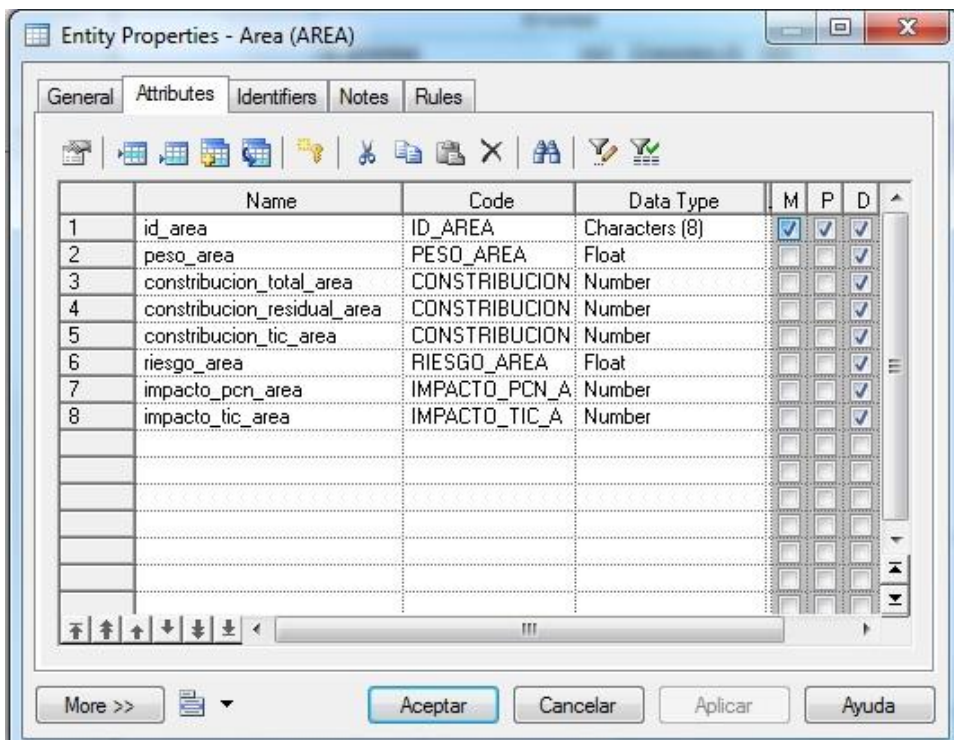 Entity Properties - Area (AREA)
General Attributes Identifiers Notes Rules
Name Code Data Type M P D
1 id_area ID_AREA Characters (8)
2 peso_area PESO_AREA Float
3 constribucion_total_area CONSTRIBUCION Number
4 constribucion_residual_area CONSTRIBUCION Number
5 constribucion_tic_area CONSTRIBUCION Number
6 riesgo_area RIESGO_AREA Float
7 impacto_pcn_area IMPACTO_PCN_A Number
8 impacto_tic_area IMPACTO_TIC_A Number
More >> Aceptar Cancelar Aplicar Ayuda